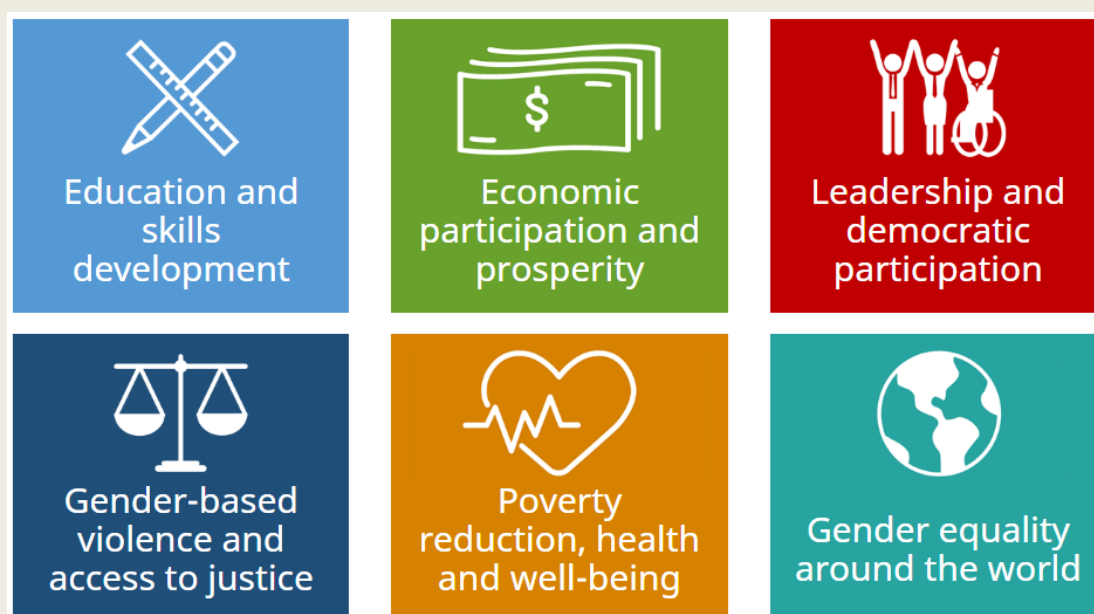 Education and
skills
development
$
Economic
participation and
prosperity
Leadership and
democratic
participation
Gender-based
violence and
access to justice
Poverty
reduction, health
and well-being
Gender equality
around the world